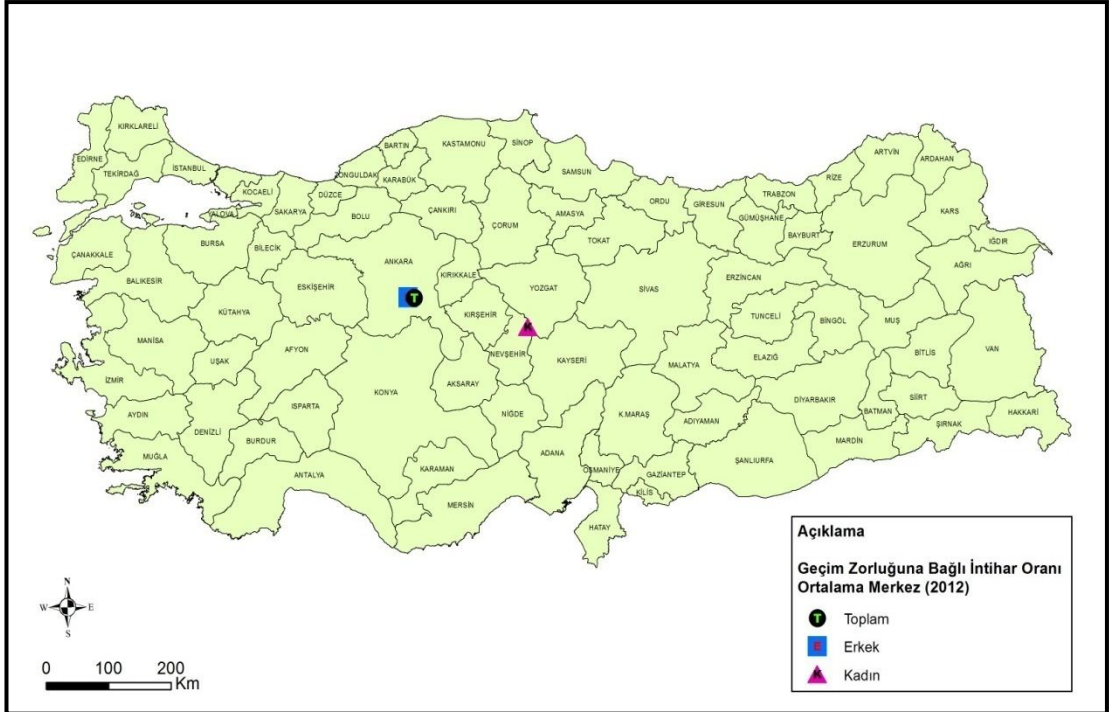 KIRKLARELİ
EDİRNE
TEKİRDAĞ
İSTANBUL
KOCAELİ
YALOVA
SAKARYA
DÜZCE
ZONGULDAK
BARTIN
KARABÜK
KASTAMONU
SİNOP
SAMSUN
ORDU
GİRESUN
TRABZON
RİZE
ARTVİN
ARDAHAN
KARS
IĞDIR
AĞRI
ERZURUM
BAYBURT
GÜMÜŞHANE
TOKAT
AMASYA
ÇORUM
ÇANKIRI
BOLU
BİLECİK
BURSA
ÇANAKKALE
BALIKESİR
KÜTAHYA
ESKİŞEHİR
ANKARA
KIRIKKALE
YOZGAT
SİVAS
ERZİNCAN
TUNCELİ
BİNGÖL
MUŞ
BİTLİS
VAN
HAKKARİ
ŞIRNAK
SİİRT
BATMAN
MARDİN
DİYARBAKIR
ELAZIĞ
MALATYA
ADIYAMAN
ŞANLIURFA
GAZİANTEP
KİLİS
HATAY
OSMANİYE
K.MARAŞ
ADANA
KAYSERİ
NEVŞEHİR
KIRŞEHİR
AKSARAY
NİĞDE
KONYA
KARAMAN
MERSİN
ANTALYA
ISPARTA
BURDUR
AFYON
UŞAK
MANİSA
İZMİR
AYDIN
DENİZLİ
MUĞLA
T
K
N
W
E
S
0 100 200
Km
Açıklama
Geçim Zorluğuna Bağlı İntihar Oranı
Ortalama Merkez (2012)
T Toplam
E Erkek
K Kadın